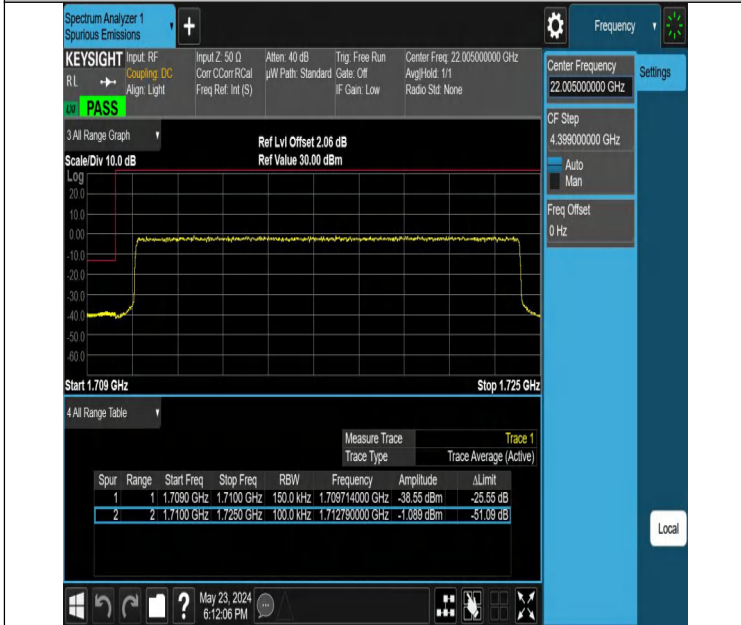 Spectrum Analyzer 1
Spurious Emissions
Frequency
KEYSIGHT
RL
Input: RF
Coupling: DC
Align: Light
Input Z: 50 Ω
Corr CCorr RCal
Freq Ref: Int (S)
Atten: 40 dB
µW Path: Standard
Trig: Free Run
Gate: Off
IF Gain: Low
Center Freq: 22.005000000 GHz
Avg|Hold: 1/1
Radio Std: None
PASS
Center Frequency
22.005000000 GHz
Settings
CF Step
4.399000000 GHz
Auto
Man
Freq Offset
0 Hz
3 All Range Graph
Ref Lvl Offset 2.06 dB
Scale/Div 10.0 dB
Ref Value 30.00 dBm
Log
20.0
10.0
0.00
-10.0
-20.0
-30.0
-40.0
-50.0
-60.0
Start 1.709 GHz
Stop 1.725 GHz
4 All Range Table
Measure Trace Trace 1
Trace Type Trace Average (Active)
Spur Range Start Freq Stop Freq RBW Frequency Amplitude ΔLimit
1 1 1.7090 GHz 1.7100 GHz 150.0 kHz 1.709714000 GHz -38.55 dBm -25.55 dB
2 2 1.7100 GHz 1.7250 GHz 100.0 kHz 1.712790000 GHz -1.089 dBm -51.09 dB
Local
?
May 23, 2024
6:12:06 PM